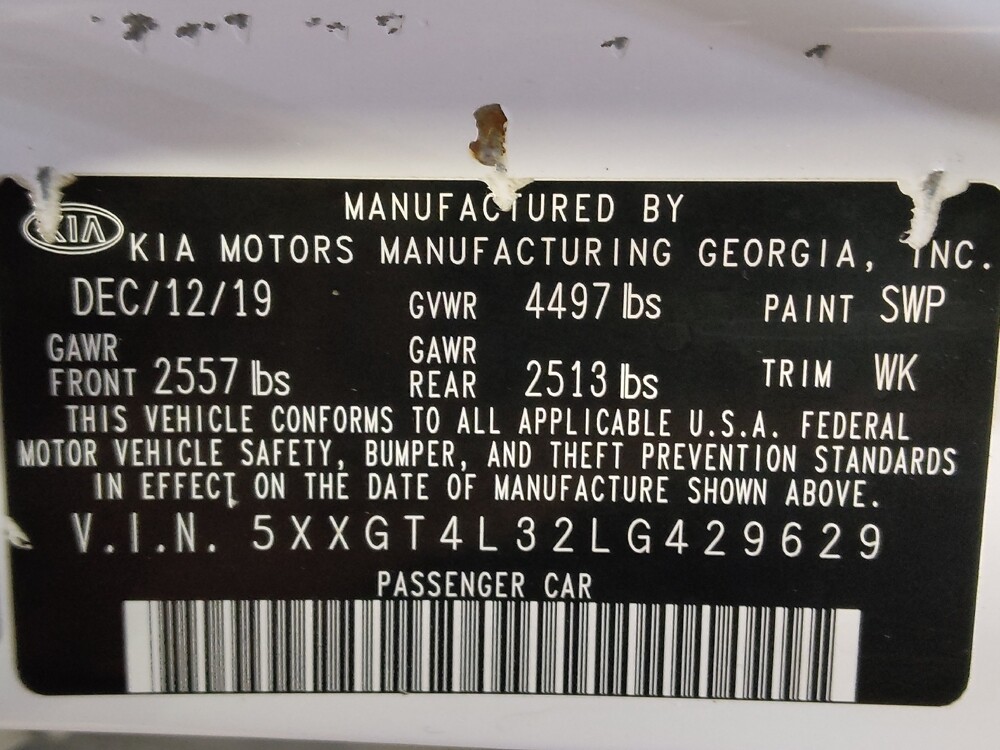 MANUFACTURED BY
KIA KIA MOTORS MANUFACTURING GEORGIA, INC.
DEC/12/19 GVWR 4497 lbs PAINT SWP
GAWR FRONT 2557 lbs GAWR REAR 2513 lbs TRIM WK
THIS VEHICLE CONFORMS TO ALL APPLICABLE U.S.A. FEDERAL
MOTOR VEHICLE SAFETY, BUMPER, AND THEFT PREVENTION STANDARDS
IN EFFECT ON THE DATE OF MANUFACTURE SHOWN ABOVE.
V.I.N. 5XXGT4L32LG429629
PASSENGER CAR